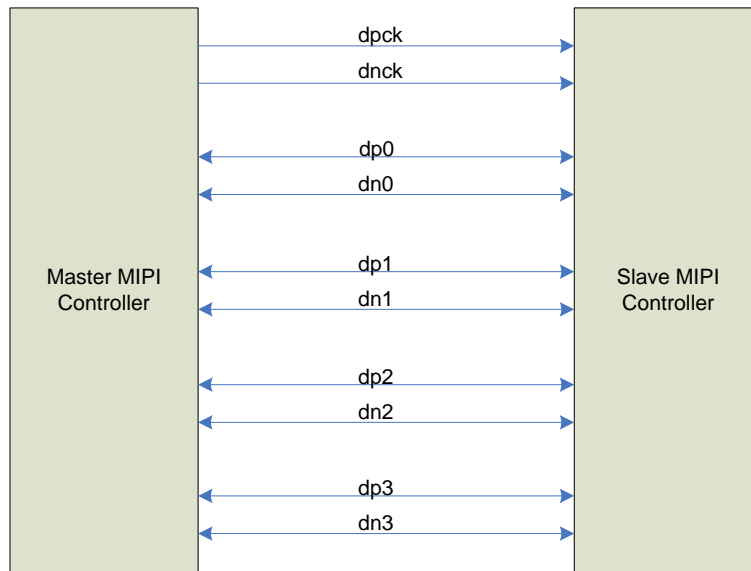 dpck
dnck
dp0
dn0
Master MIPI
Controller
dp1
dn1
Slave MIPI
Controller
dp2
dn2
dp3
dn3